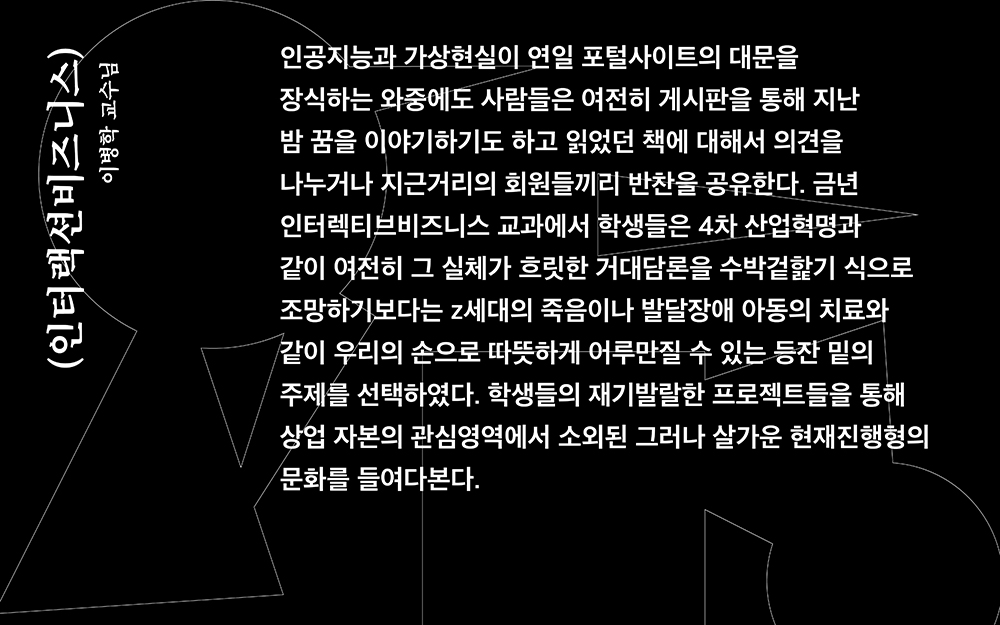 (인터랙션비즈니스)
이병학 교수님
인공지능과 가상현실이 연일 포털사이트의 대문을
장식하는 와중에도 사람들은 여전히 게시판을 통해 지난
밤 꿈을 이야기하기도 하고 읽었던 책에 대해서 의견을
나누거나 지근거리의 회원들끼리 반찬을 공유한다. 금년
인터렉티브비즈니스 교과에서 학생들은 4차 산업혁명과
같이 여전히 그 실체가 흐릿한 거대담론을 수박겉핥기 식으로
조망하기보다는 z세대의 죽음이나 발달장애 아동의 치료와
같이 우리의 손으로 따뜻하게 어루만질 수 있는 등잔 밑의
주제를 선택하였다. 학생들의 재기발랄한 프로젝트들을 통해
상업 자본의 관심영역에서 소외된 그러나 살가운 현재진행형의
문화를 들여다본다.